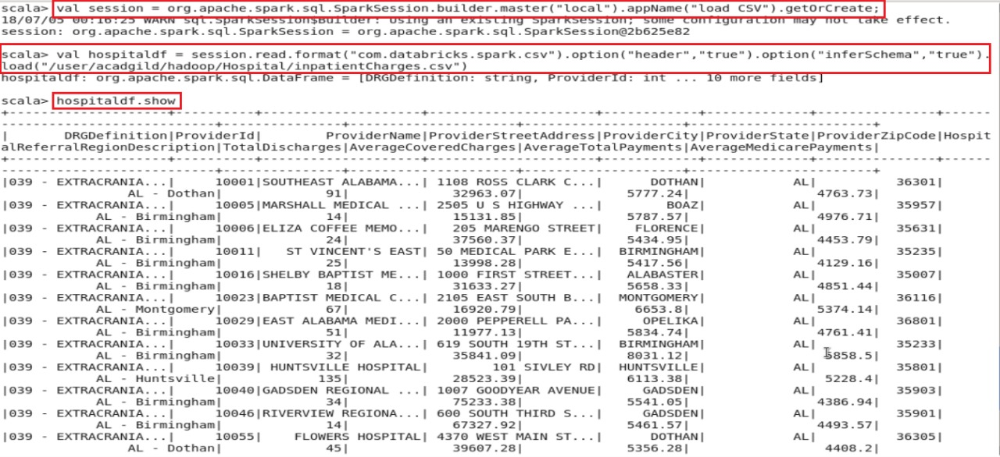 scala> val session = org.apache.spark.sql.SparkSession.builder.master("local").appName("load CSV").getOrCreate;
18/07/05 00:16:25 WARN sql.SparkSession$Builder: Using an existing SparkSession; some configuration may not take effect.
session: org.apache.spark.sql.SparkSession = org.apache.spark.sql.SparkSession@2b625e82
scala> val hospitaldf = session.read.format("com.databricks.spark.csv").option("header","true").option("inferSchema","true").
load("/user/acadgild/hadoop/Hospital/inpatientCharges.csv")
hospitaldf: org.apache.spark.sql.DataFrame = [DRGDefinition: string, ProviderId: int ... 10 more fields]
scala> hospitaldf.show
+--------------------+----------+--------------------+--------------------+------------+-------------+---------------+------
--------------------------+---------------+---------------------+--------------------+-----------------------+
|       DRGDefinition|ProviderId|        ProviderName|ProviderStreetAddress|ProviderCity|ProviderState|ProviderZipCode|Hospit
alReferralRegionDescription|TotalDischarges|AverageCoveredCharges|AverageTotalPayments|AverageMedicarePayments|
+--------------------+----------+--------------------+--------------------+------------+-------------+---------------+------
--------------------------+---------------+---------------------+--------------------+-----------------------+
|039 - EXTRACRANIA...|     10001|SOUTHEAST ALABAMA...| 1108 ROSS CLARK C...|      DOTHAN|           AL|          36301|
AL - Dothan|             91|             32963.07|             5777.24|                4763.73|
|039 - EXTRACRANIA...|     10005|MARSHALL MEDICAL ...| 2505 U S HIGHWAY ...|        BOAZ|           AL|          35957|
AL - Birmingham|             14|             15131.85|             5787.57|                4976.71|
|039 - EXTRACRANIA...|     10006|ELIZA COFFEE MEMO...|   205 MARENGO STREET|    FLORENCE|           AL|          35631|
AL - Birmingham|             24|             37560.37|             5434.95|                4453.79|
|039 - EXTRACRANIA...|     10011|   ST VINCENT'S EAST| 50 MEDICAL PARK E...|  BIRMINGHAM|           AL|          35235|
AL - Birmingham|             25|             13998.28|             5417.56|                4129.16|
|039 - EXTRACRANIA...|     10016|SHELBY BAPTIST ME...| 1000 FIRST STREET...|   ALABASTER|           AL|          35007|
AL - Birmingham|             18|             31633.27|             5658.33|                4851.44|
|039 - EXTRACRANIA...|     10023|BAPTIST MEDICAL C...| 2105 EAST SOUTH B...|  MONTGOMERY|           AL|          36116|
AL - Montgomery|             67|             16920.79|              6653.8|                5374.14|
|039 - EXTRACRANIA...|     10029|EAST ALABAMA MEDI...| 2000 PEPPERELL PA...|     OPELIKA|           AL|          36801|
AL - Birmingham|             51|             11977.13|             5834.74|                4761.41|
|039 - EXTRACRANIA...|     10033|UNIVERSITY OF ALA...| 619 SOUTH 19TH ST...|  BIRMINGHAM|           AL|          35233|
AL - Birmingham|             32|             35841.09|             8031.12|                 5858.5|
|039 - EXTRACRANIA...|     10039| HUNTSVILLE HOSPITAL|        101 SIVLEY RD|  HUNTSVILLE|           AL|          35801|
AL - Huntsville|            135|             28523.39|             6113.38|                 5228.4|
|039 - EXTRACRANIA...|     10040|GADSDEN REGIONAL ...| 1007 GOODYEAR AVENUE|     GADSDEN|           AL|          35903|
AL - Birmingham|             34|             75233.38|             5541.05|                4386.94|
|039 - EXTRACRANIA...|     10046|RIVERVIEW REGIONA...| 600 SOUTH THIRD S...|     GADSDEN|           AL|          35901|
AL - Birmingham|             14|             67327.92|             5461.57|                4493.57|
|039 - EXTRACRANIA...|     10055|    FLOWERS HOSPITAL| 4370 WEST MAIN ST...|      DOTHAN|           AL|          36305|
AL - Dothan|             45|             39607.28|             5356.28|                 4408.2|